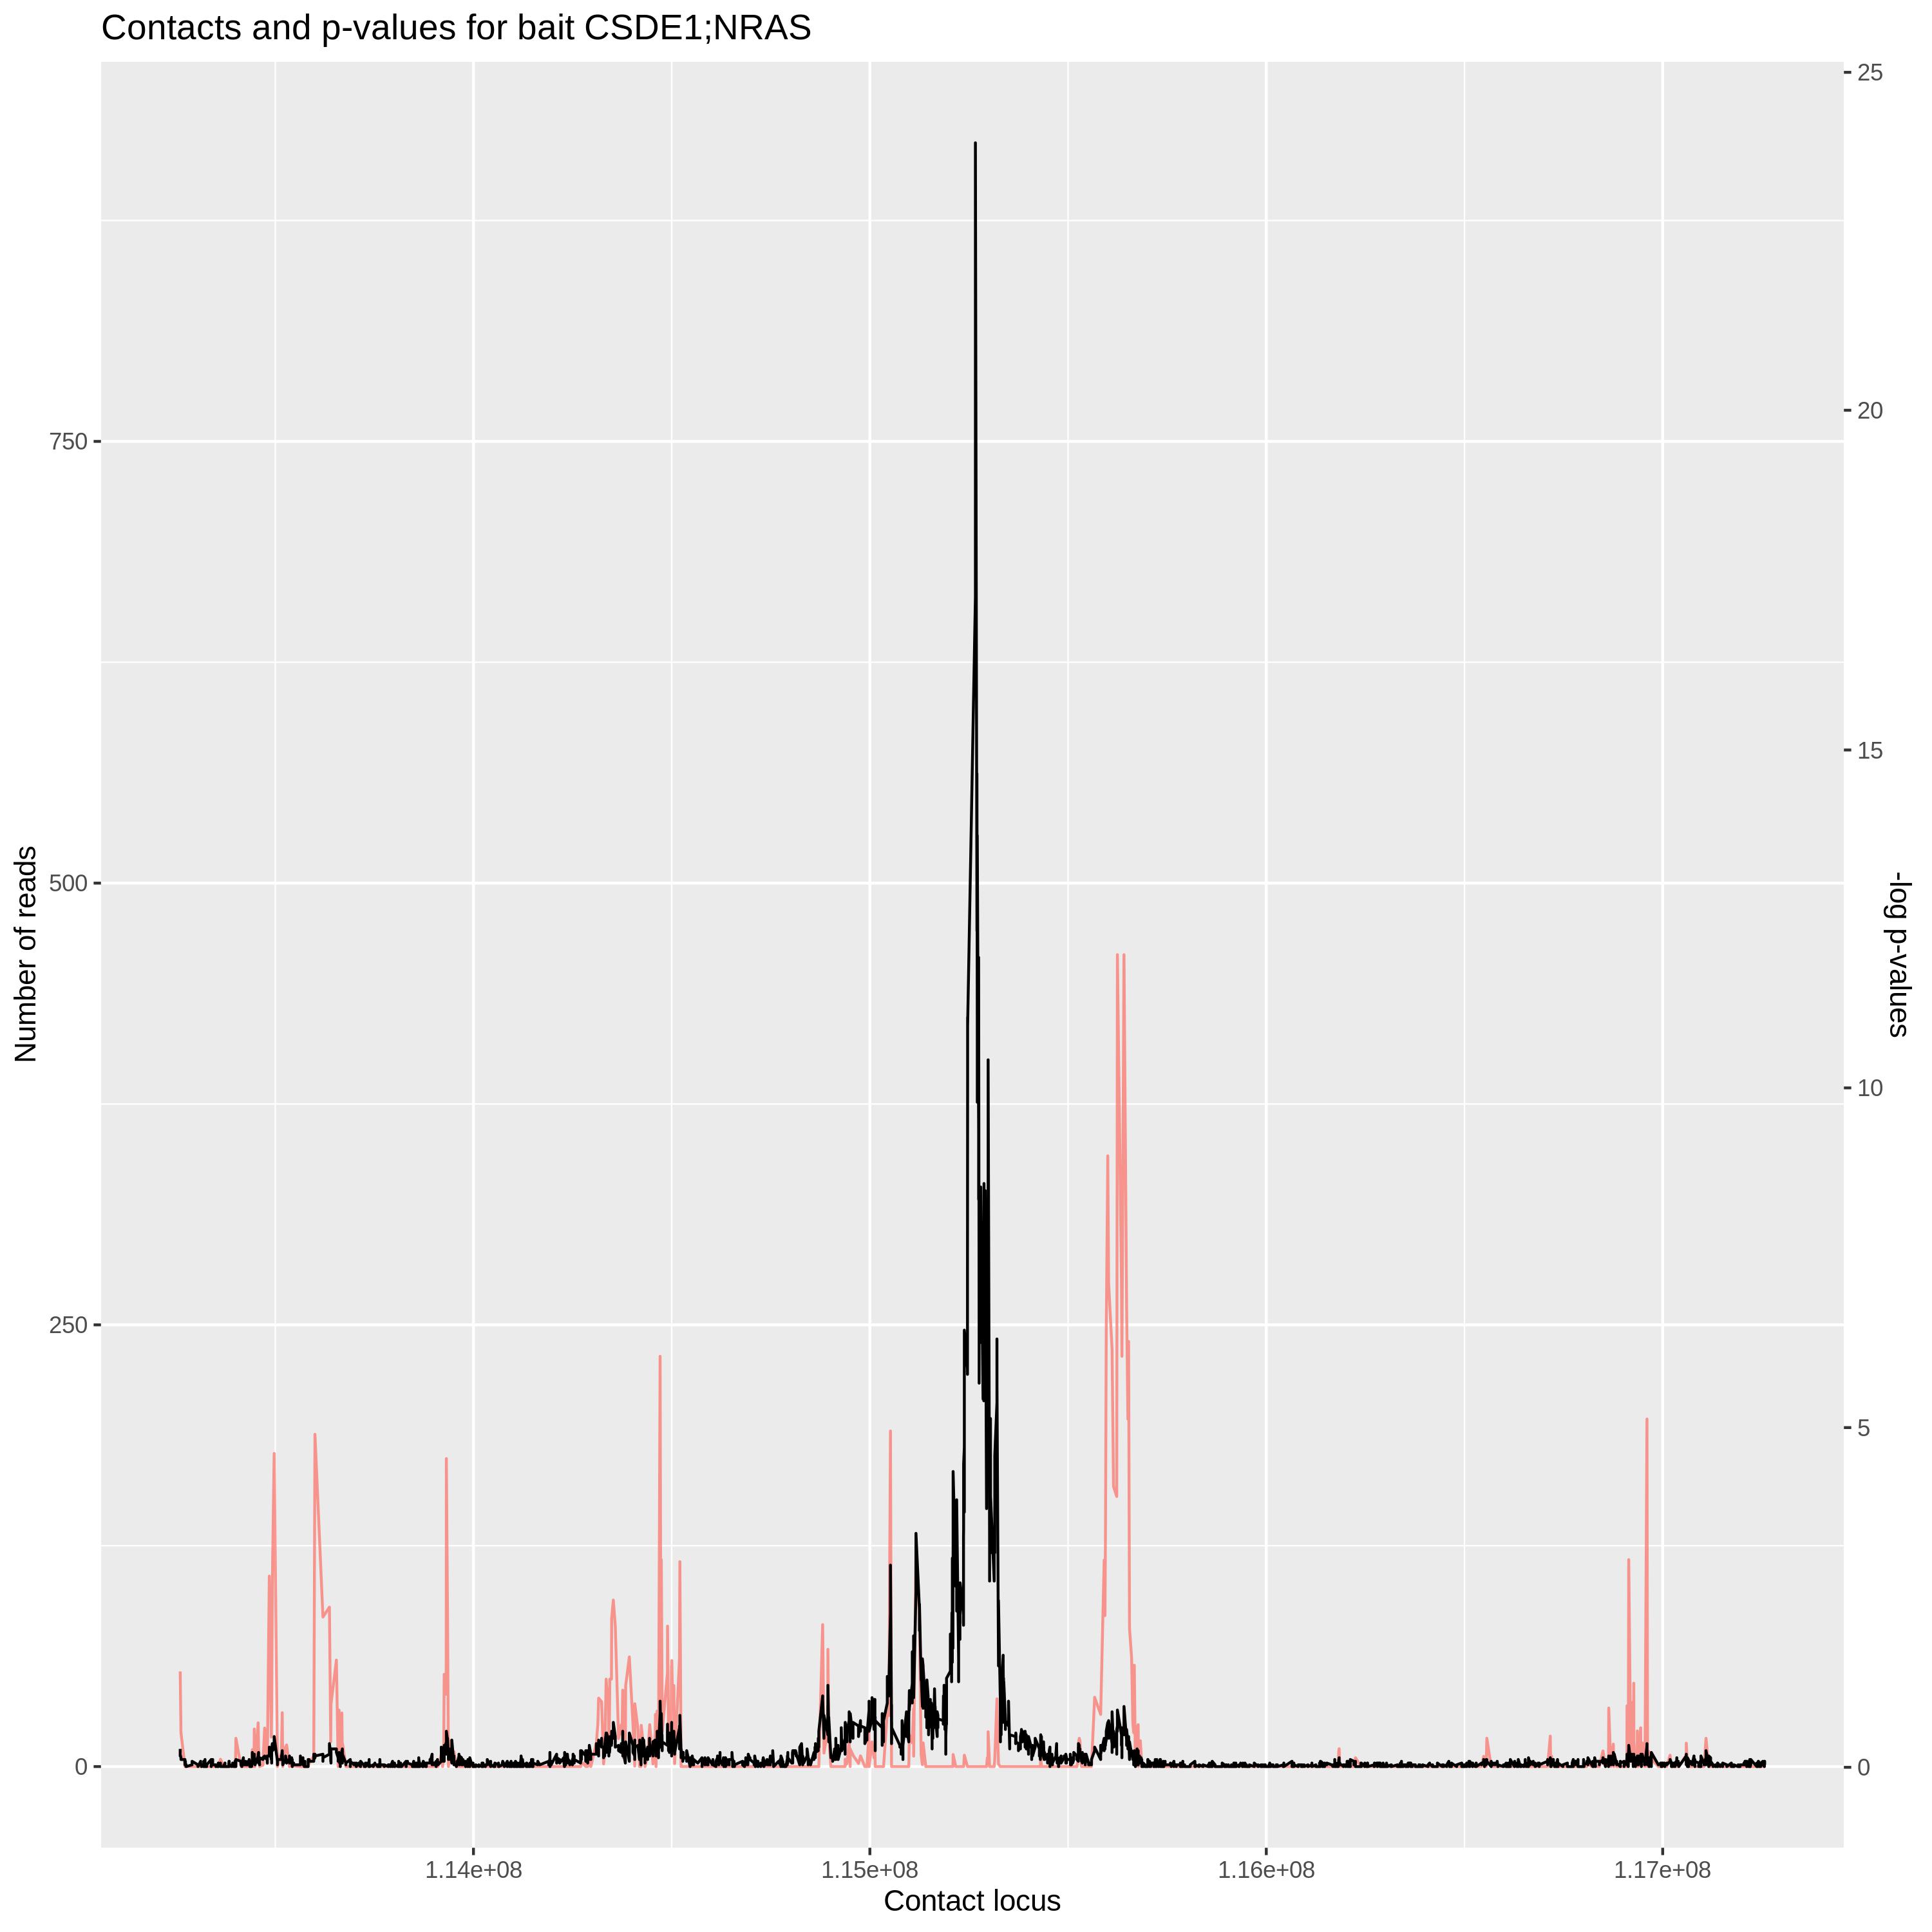 Contacts and p-values for bait CSDE1;NRAS
Number of reads
750
500
250
0
25
20
15
10
5
0
-log p-values
1.14e+08
1.15e+08
1.16e+08
1.17e+08
Contact locus